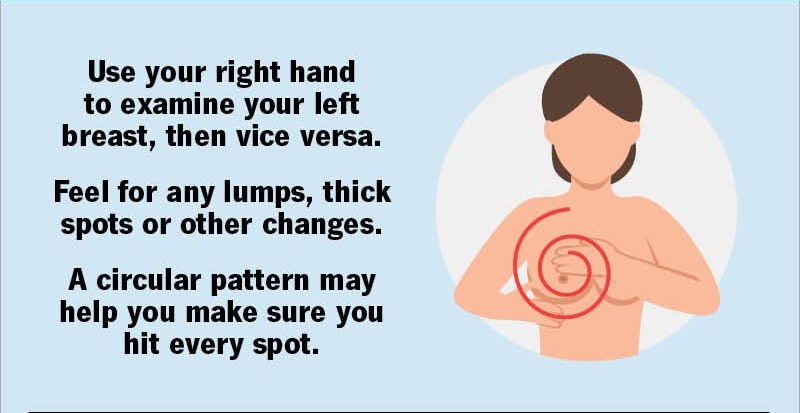 Use your right hand
to examine your left
breast, then vice versa.
Feel for any lumps, thick
spots or other changes.
A circular pattern may
help you make sure you
hit every spot.